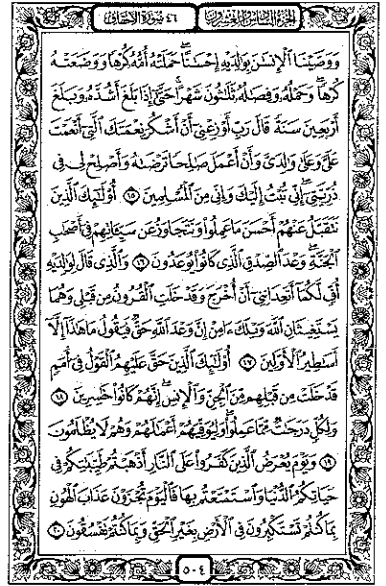 الجزء السادس والعشرون ٤٦ سورة الأحقاف
وَوَصَّيْنَا ٱلْإِنسَٰنَ بِوَٰلِدَيْهِ إِحْسَٰنًا ۖ حَمَلَتْهُ أُمُّهُۥ كُرْهًا وَوَضَعَتْهُ
كُرْهًا ۖ وَحَمْلُهُۥ وَفِصَٰلُهُۥ ثَلَٰثُونَ شَهْرًا ۚ حَتَّىٰٓ إِذَا بَلَغَ أَشُدَّهُۥ وَبَلَغَ
أَرْبَعِينَ سَنَةً قَالَ رَبِّ أَوْزِعْنِىٓ أَنْ أَشْكُرَ نِعْمَتَكَ ٱلَّتِىٓ أَنْعَمْتَ
عَلَىَّ وَعَلَىٰ وَٰلِدَىَّ وَأَنْ أَعْمَلَ صَٰلِحًا تَرْضَىٰهُ وَأَصْلِحْ لِى فِى
ذُرِّيَّتِىٓ ۖ إِنِّى تُبْتُ إِلَيْكَ وَإِنِّى مِنَ ٱلْمُسْلِمِينَ ١٥ أُو۟لَٰٓئِكَ ٱلَّذِينَ
نَتَقَبَّلُ عَنْهُمْ أَحْسَنَ مَا عَمِلُوا۟ وَنَتَجَاوَزُ عَن سَيِّـَٔاتِهِمْ فِىٓ أَصْحَٰبِ
ٱلْجَنَّةِ ۖ وَعْدَ ٱلصِّدْقِ ٱلَّذِى كَانُوا۟ يُوعَدُونَ ١٦ وَٱلَّذِى قَالَ لِوَٰلِدَيْهِ
أُفٍّ لَّكُمَآ أَتَعِدَانِنِىٓ أَنْ أُخْرَجَ وَقَدْ خَلَتِ ٱلْقُرُونُ مِن قَبْلِى وَهُمَا
يَسْتَغِيثَانِ ٱللَّهَ وَيْلَكَ ءَامِنْ إِنَّ وَعْدَ ٱللَّهِ حَقٌّ فَيَقُولُ مَا هَٰذَآ إِلَّآ
أَسَٰطِيرُ ٱلْأَوَّلِينَ ١٧ أُو۟لَٰٓئِكَ ٱلَّذِينَ حَقَّ عَلَيْهِمُ ٱلْقَوْلُ فِىٓ أُمَمٍ
قَدْ خَلَتْ مِن قَبْلِهِم مِّنَ ٱلْجِنِّ وَٱلْإِنسِ ۖ إِنَّهُمْ كَانُوا۟ خَٰسِرِينَ ١٨
وَلِكُلٍّ دَرَجَٰتٌ مِّمَّا عَمِلُوا۟ ۖ وَلِيُوَفِّيَهُمْ أَعْمَٰلَهُمْ وَهُمْ لَا يُظْلَمُونَ
١٩ وَيَوْمَ يُعْرَضُ ٱلَّذِينَ كَفَرُوا۟ عَلَى ٱلنَّارِ أَذْهَبْتُمْ طَيِّبَٰتِكُمْ فِى
حَيَاتِكُمُ ٱلدُّنْيَا وَٱسْتَمْتَعْتُم بِهَا فَٱلْيَوْمَ تُجْزَوْنَ عَذَابَ ٱلْهُونِ
بِمَا كُنتُمْ تَسْتَكْبِرُونَ فِى ٱلْأَرْضِ بِغَيْرِ ٱلْحَقِّ وَبِمَا كُنتُمْ تَفْسُقُونَ ٢٠
٥٠٤